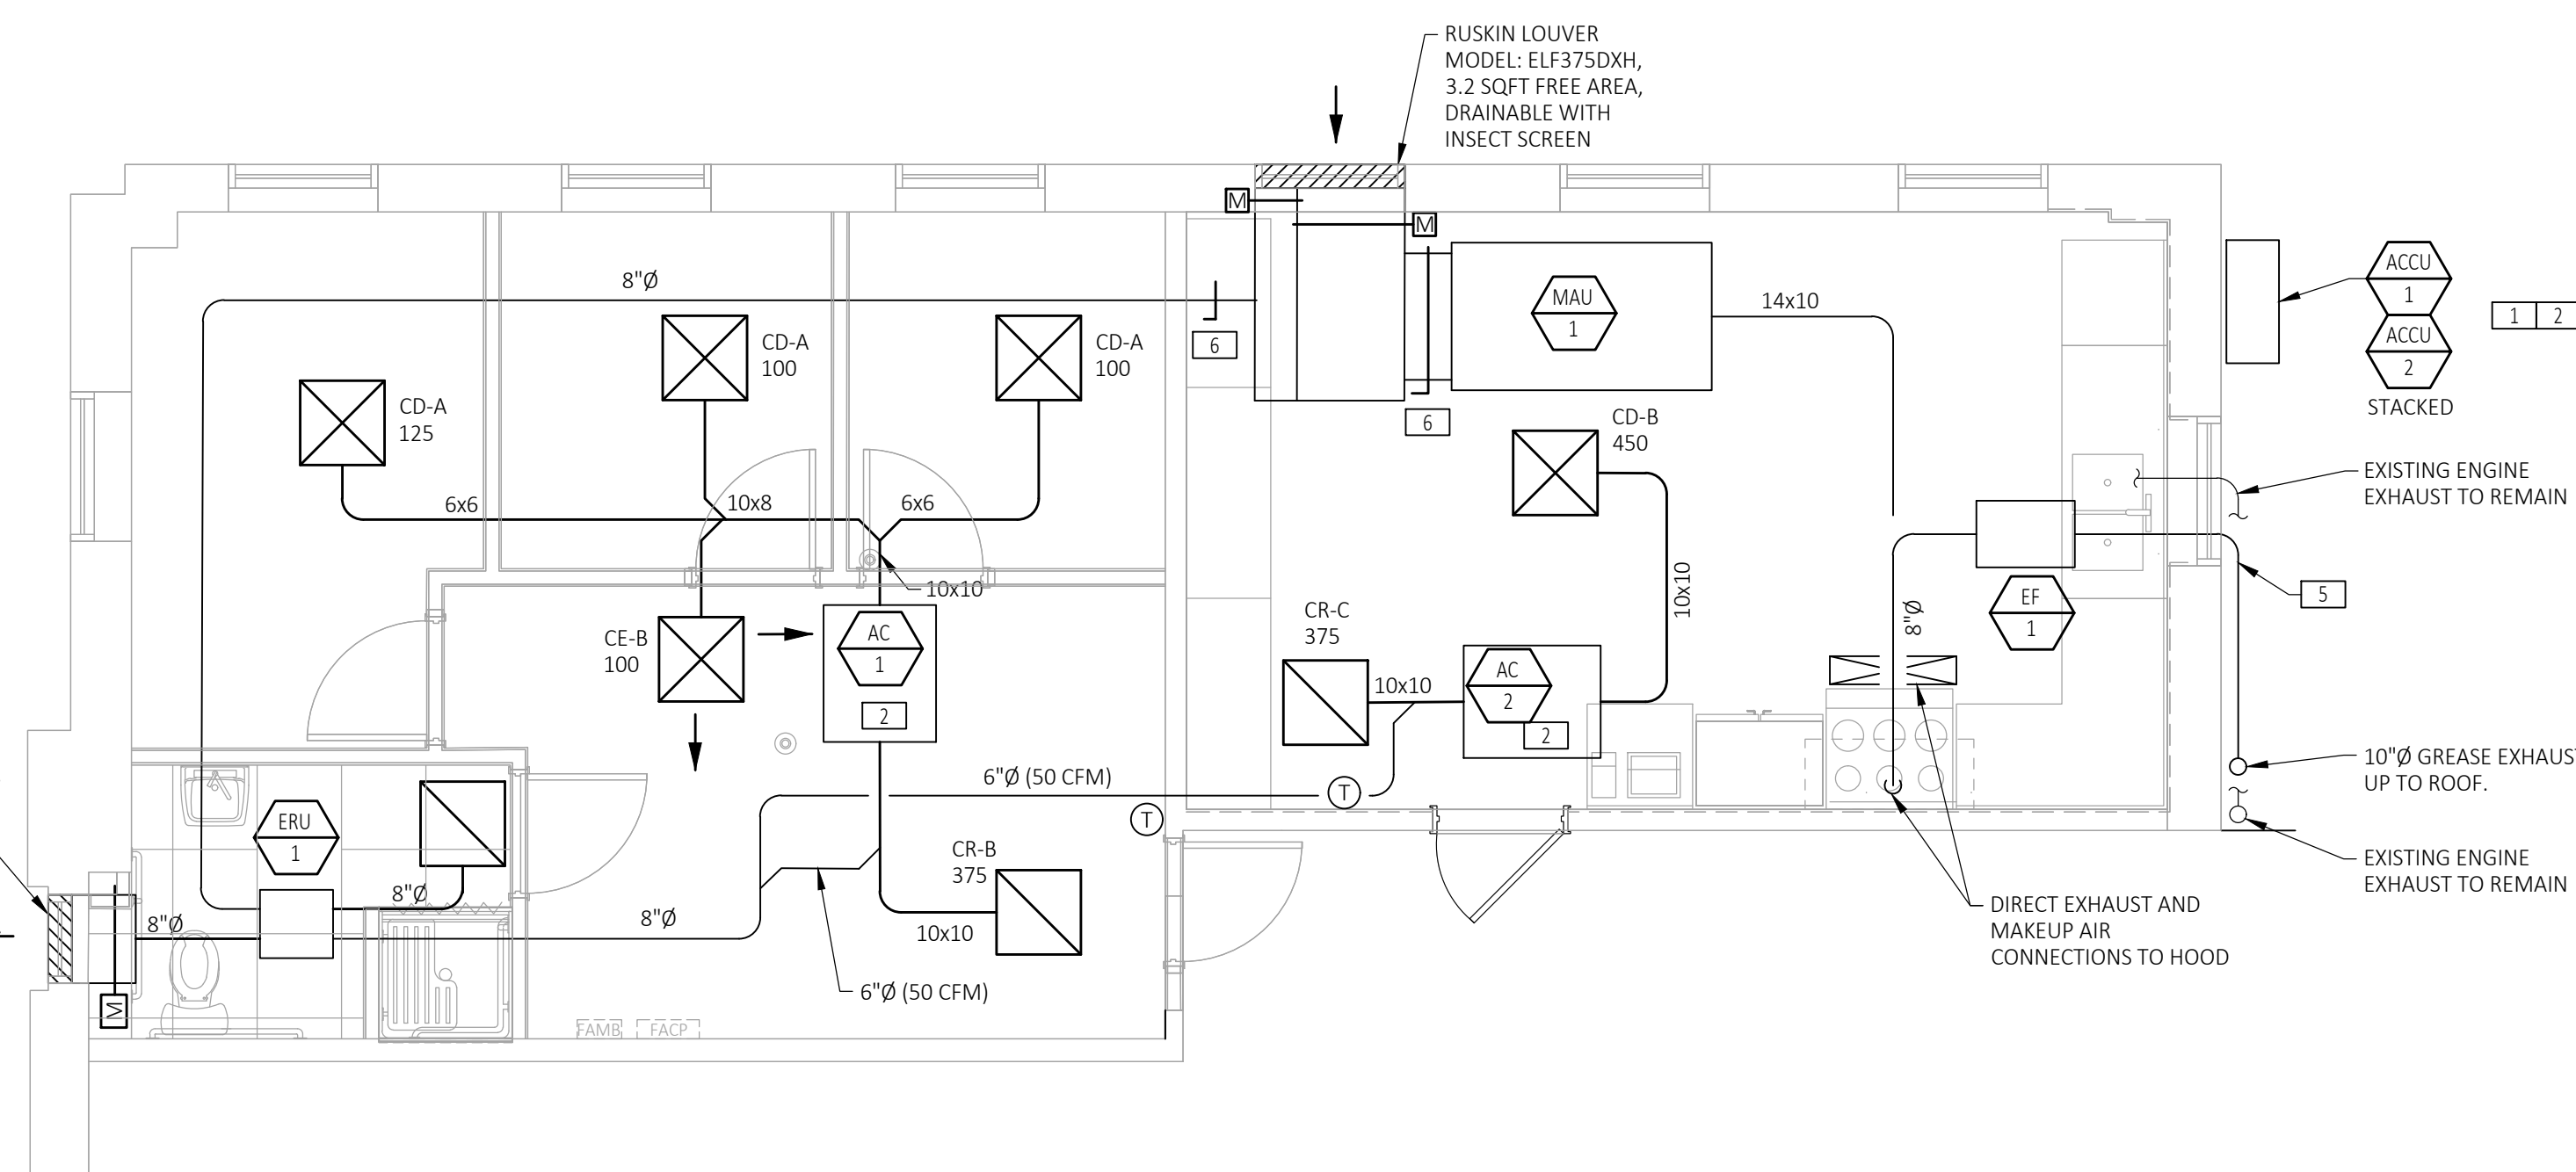 RUSKIN LOUVER
MODEL: ELF375DXH,
3.2 SQFT FREE AREA,
DRAINABLE WITH
INSECT SCREEN
M
M
8"Ø
6
MAU
1
14x10
ACCU
1
ACCU
2
STACKED
1 2
CD-A
125
CD-A
100
CD-A
100
6
CD-B
450
6x6
10x8
6x6
10x10
10x10
EXISTING ENGINE
EXHAUST TO REMAIN
5
CE-B
100
AC
1
2
CR-C
375
10x10
AC
2
2
8"Ø
EF
1
6"Ø (50 CFM)
T
T
10"Ø GREASE EXHAUST
UP TO ROOF.
ERU
1
8"Ø
8"Ø
8"Ø
CR-B
375
10x10
6"Ø (50 CFM)
EXISTING ENGINE
EXHAUST TO REMAIN
DIRECT EXHAUST AND
MAKEUP AIR
CONNECTIONS TO HOOD
M
FAMB
FACP